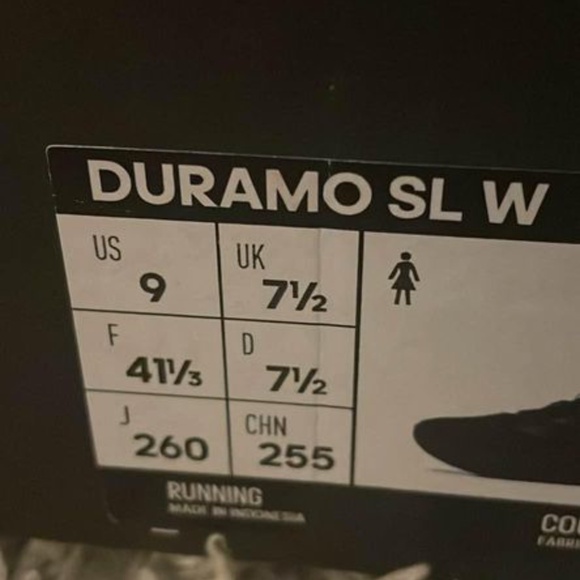 DURAMO SL W
US
9
UK
7½
F
41⅓
D
7½
J
260
CHN
255
RUNNING
MADE IN INDONESIA